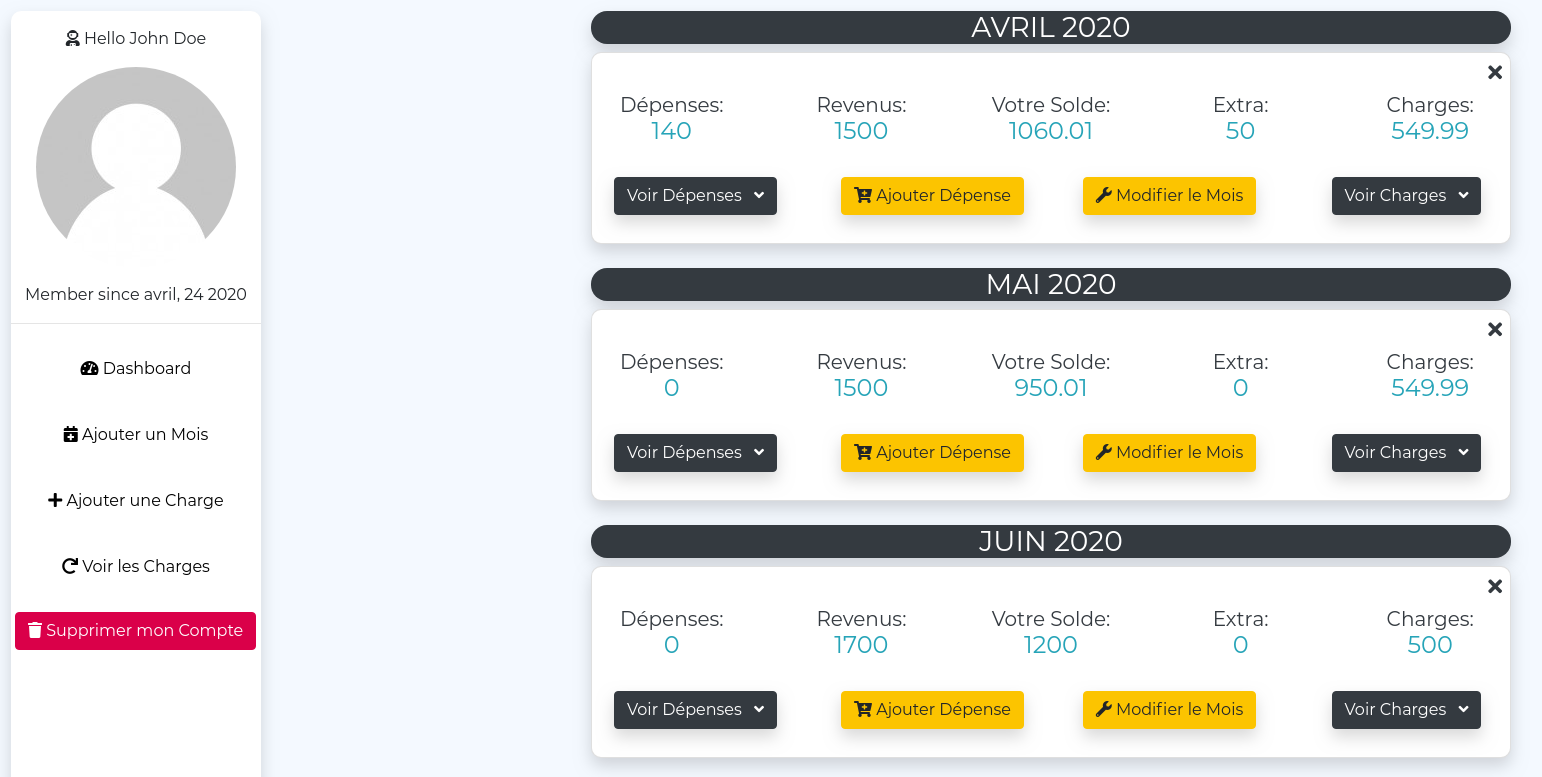 Hello John Doe
Member since avril, 24 2020
Dashboard
Ajouter un Mois
Ajouter une Charge
Voir les Charges
Supprimer mon Compte
AVRIL 2020
Dépenses: Revenus: Votre Solde: Extra: Charges:
140 1500 1060.01 50 549.99
Voir Dépenses Ajouter Dépense Modifier le Mois Voir Charges
MAI 2020
Dépenses: Revenus: Votre Solde: Extra: Charges:
0 1500 950.01 0 549.99
Voir Dépenses Ajouter Dépense Modifier le Mois Voir Charges
JUIN 2020
Dépenses: Revenus: Votre Solde: Extra: Charges:
0 1700 1200 0 500
Voir Dépenses Ajouter Dépense Modifier le Mois Voir Charges